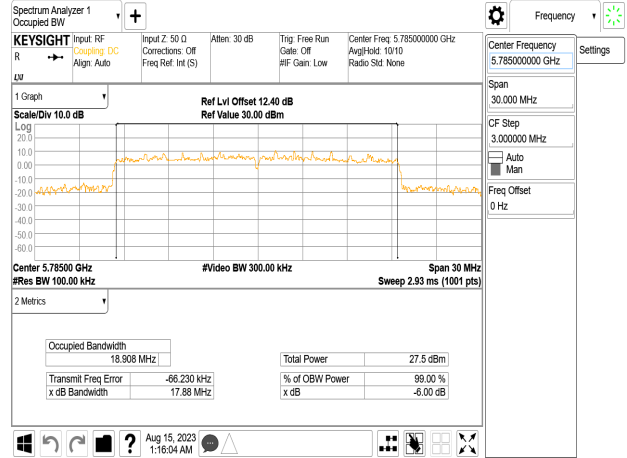 Spectrum Analyzer 1
Occupied BW
Frequency
KEYSIGHT
R
LXI
Input: RF
Coupling: DC
Align: Auto
Input Z: 50 Ω
Corrections: Off
Freq Ref: Int (S)
Atten: 30 dB
Trig: Free Run
Gate: Off
#IF Gain: Low
Center Freq: 5.785000000 GHz
Avg|Hold: 10/10
Radio Std: None
Center Frequency
5.785000000 GHz
Settings
Span
30.000 MHz
CF Step
3.000000 MHz
Auto
Man
Freq Offset
0 Hz
1 Graph
Scale/Div 10.0 dB
Ref Lvl Offset 12.40 dB
Ref Value 30.00 dBm
Log
20.0
10.0
0.00
-10.0
-20.0
-30.0
-40.0
-50.0
-60.0
Center 5.78500 GHz
#Video BW 300.00 kHz
Span 30 MHz
#Res BW 100.00 kHz
Sweep 2.93 ms (1001 pts)
2 Metrics
Occupied Bandwidth
18.908 MHz
Total Power 27.5 dBm
Transmit Freq Error -66.230 kHz
% of OBW Power 99.00 %
x dB Bandwidth 17.88 MHz
x dB -6.00 dB
?
Aug 15, 2023
1:16:04 AM